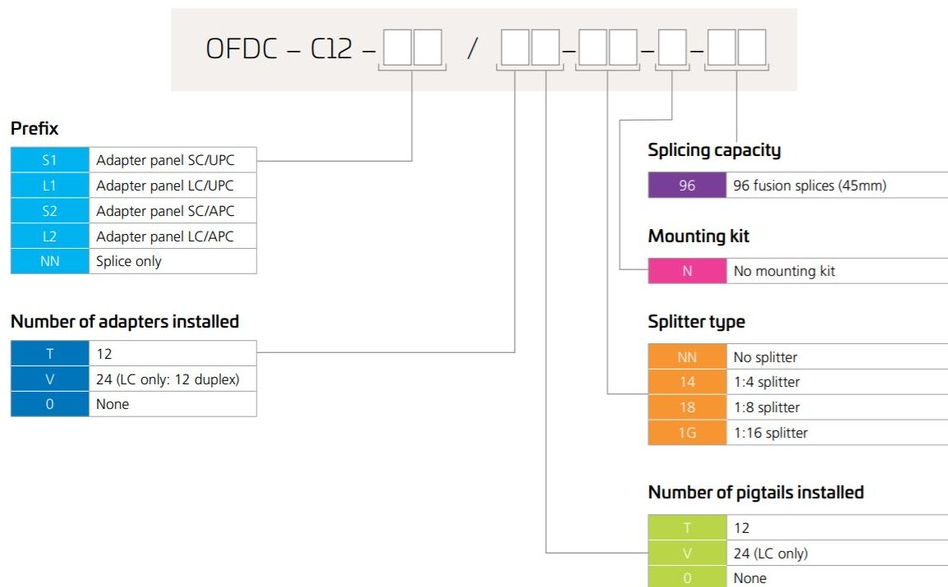 OFDC – C12 – / – – –
Prefix
S1 Adapter panel SC/UPC
L1 Adapter panel LC/UPC
S2 Adapter panel SC/APC
L2 Adapter panel LC/APC
NN Splice only
Number of adapters installed
T 12
V 24 (LC only: 12 duplex)
0 None
Splicing capacity
96 96 fusion splices (45mm)
Mounting kit
N No mounting kit
Splitter type
NN No splitter
14 1:4 splitter
18 1:8 splitter
1G 1:16 splitter
Number of pigtails installed
T 12
V 24 (LC only)
0 None